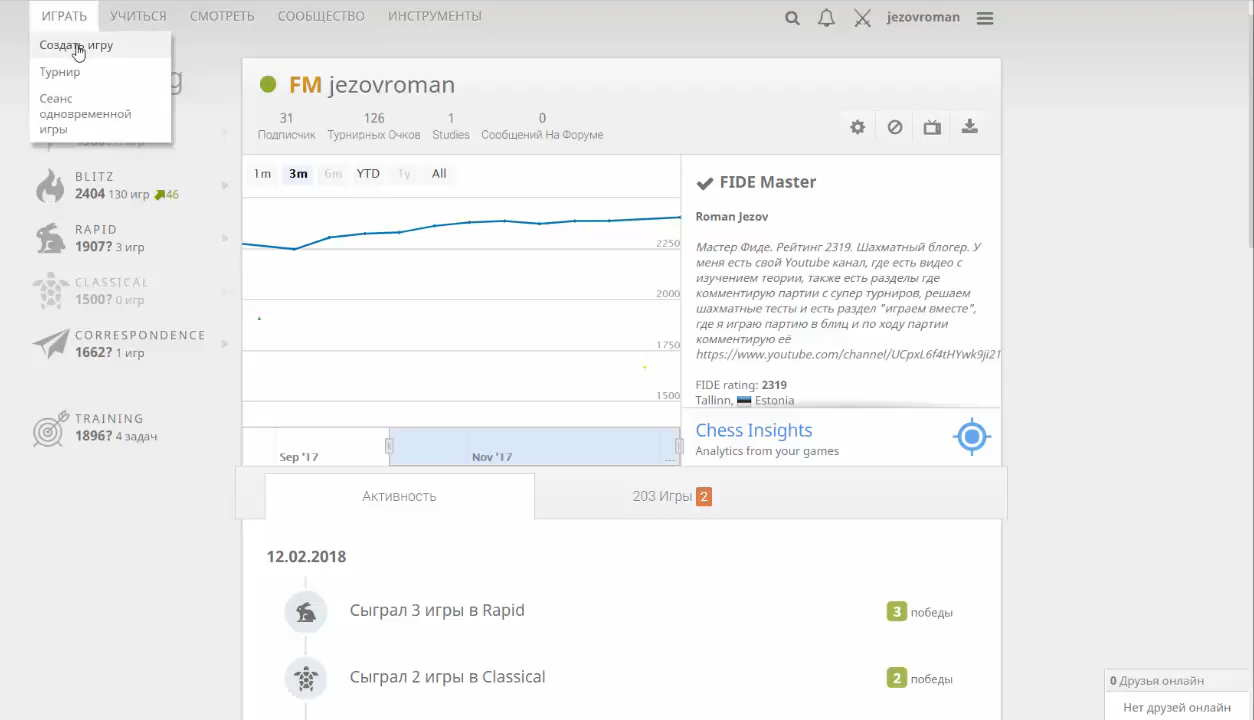 ИГРАТЬ
УЧИТЬСЯ
СМОТРЕТЬ
СООБЩЕСТВО
ИНСТРУМЕНТЫ
jezovroman
Создать игру
Турнир
Сеанс
одновременной
игры
g
BLITZ
2404 130 игр 46
RAPID
1907? 3 игр
CLASSICAL
1500? 0 игр
CORRESPONDENCE
1662? 1 игр
TRAINING
1896? 4 задач
FM jezovroman
31
Подписчик
126
Турнирных Очков
1
Studies
0
Сообщений На Форуме
1m
3m
6m
YTD
1y
All
2250
2000
1750
1500
Sep '17
Nov '17
...
FIDE Master
Roman Jezov
Мастер Фиде. Рейтинг 2319. Шахматный блогер. У
меня есть свой Youtube канал, где есть видео с
изучением теории, также есть разделы где
комментирую партии с супер турниров, решаем
шахматные тесты и есть раздел "играем вместе",
где я играю партию в блиц и по ходу партии
комментирую её
https://www.youtube.com/channel/UCpxL6f4tHYwk9ji21
FIDE rating: 2319
Tallinn, Estonia
Chess Insights
Analytics from your games
Активность
203 Игры 2
12.02.2018
Сыграл 3 игры в Rapid
3 победы
Сыграл 2 игры в Classical
2 победы
0 Друзья онлайн
Нет друзей онлайн